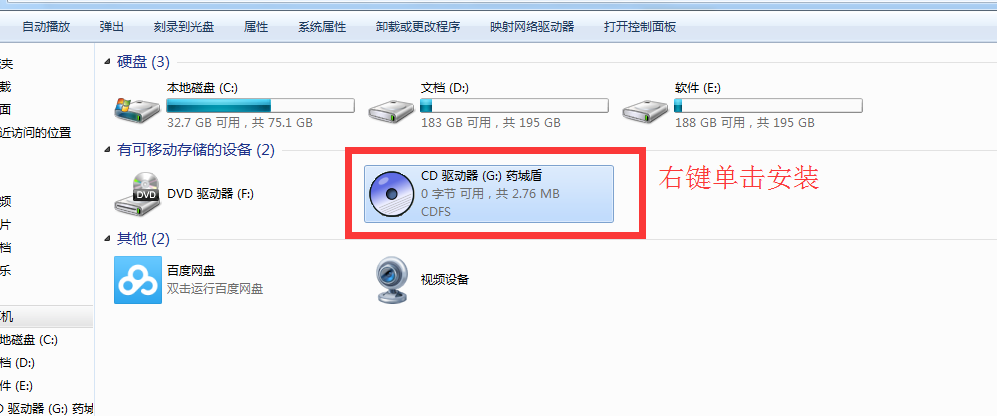 自动播放 弹出 刻录到光盘 属性 系统属性 卸载或更改程序 映射网络驱动器 打开控制面板
夹
载
面
近访问的位置
频
片
档
乐
机
地磁盘 (C:)
档 (D:)
件 (E:)
D 驱动器 (G:) 药城
硬盘 (3)
本地磁盘 (C:)
32.7 GB 可用，共 75.1 GB
文档 (D:)
183 GB 可用，共 195 GB
软件 (E:)
188 GB 可用，共 195 GB
有可移动存储的设备 (2)
DVD
DVD 驱动器 (F:)
CD 驱动器 (G:) 药城盾
0 字节 可用，共 2.76 MB
CDFS
右键单击安装
其他 (2)
百度网盘
双击运行百度网盘
视频设备